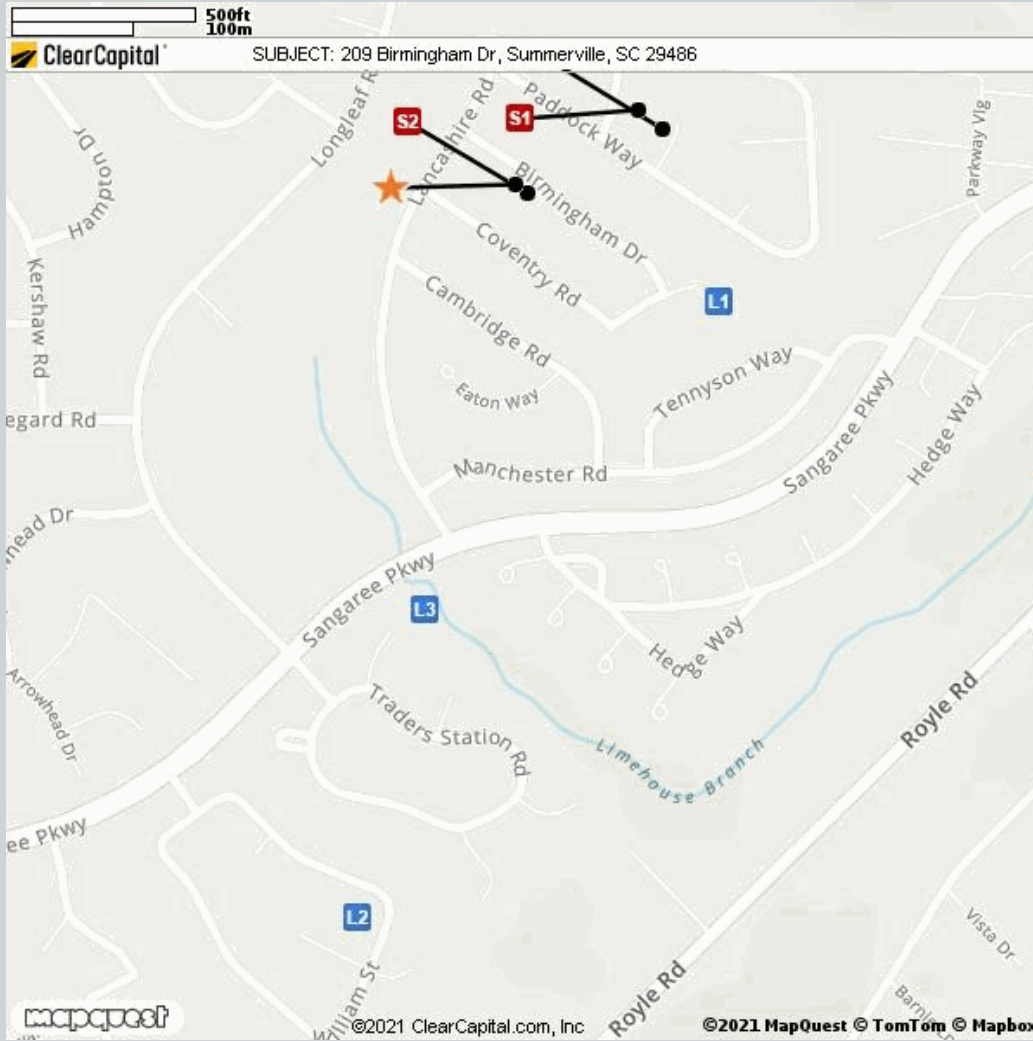 500ft
100m
ClearCapital
SUBJECT: 209 Birmingham Dr, Summerville, SC 29486
Longleaf R
Lancashire Rd
Paddock Way
Parkway Vlg
Hampton Dr
S2
S1
Birmingham Dr
Coventry Rd
Kershaw Rd
Cambridge Rd
L1
Tennyson Way
Eaton Way
egard Rd
Sangaree Pkwy
Hedge Way
Manchester Rd
head Dr
Sangaree Pkwy
L3
Hedge Way
Arrowhead Dr
Traders Station Rd
Royle Rd
Limehouse Branch
ee Pkwy
L2
Vista Dr
William St
Royle Rd
mapquest
©2021 ClearCapital.com, Inc
©2021 MapQuest © TomTom © Mapbox